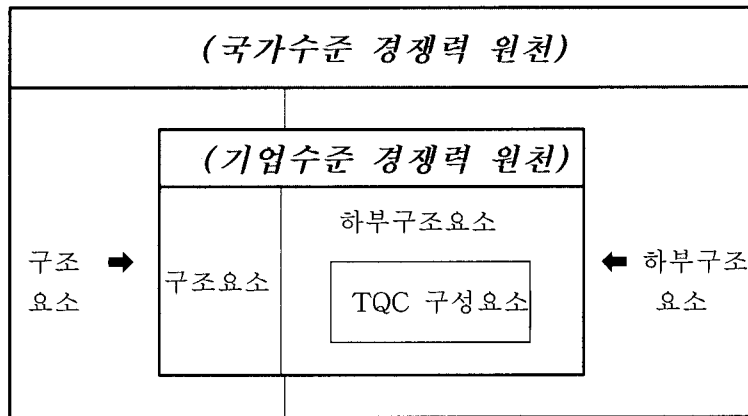 (국가수준 경쟁력 원천)
(기업수준 경쟁력 원천)
하부구조요소
구조
요소
구조요소
TQC 구성요소
하부구조
요소